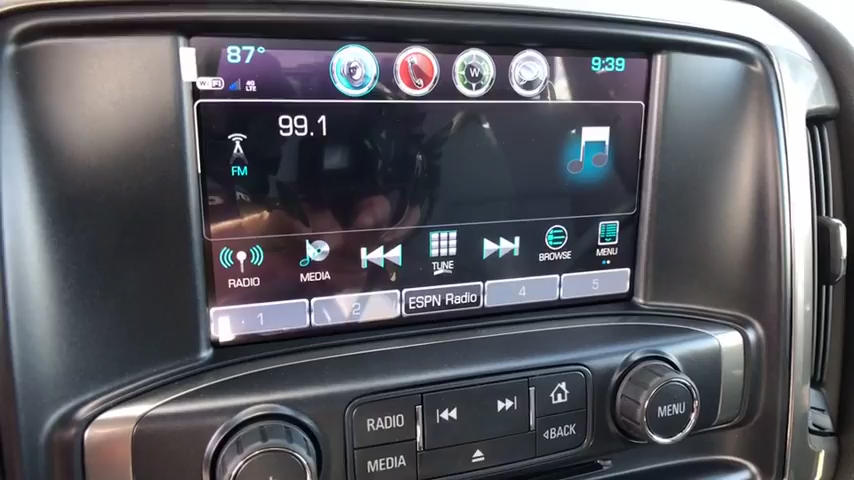 87°
W
9:39
WiFi
4G
LTE
99.1
FM
RADIO
MEDIA
TUNE
BROWSE
MENU
1
2
ESPN Radio
4
5
RADIO
MEDIA
BACK
MENU